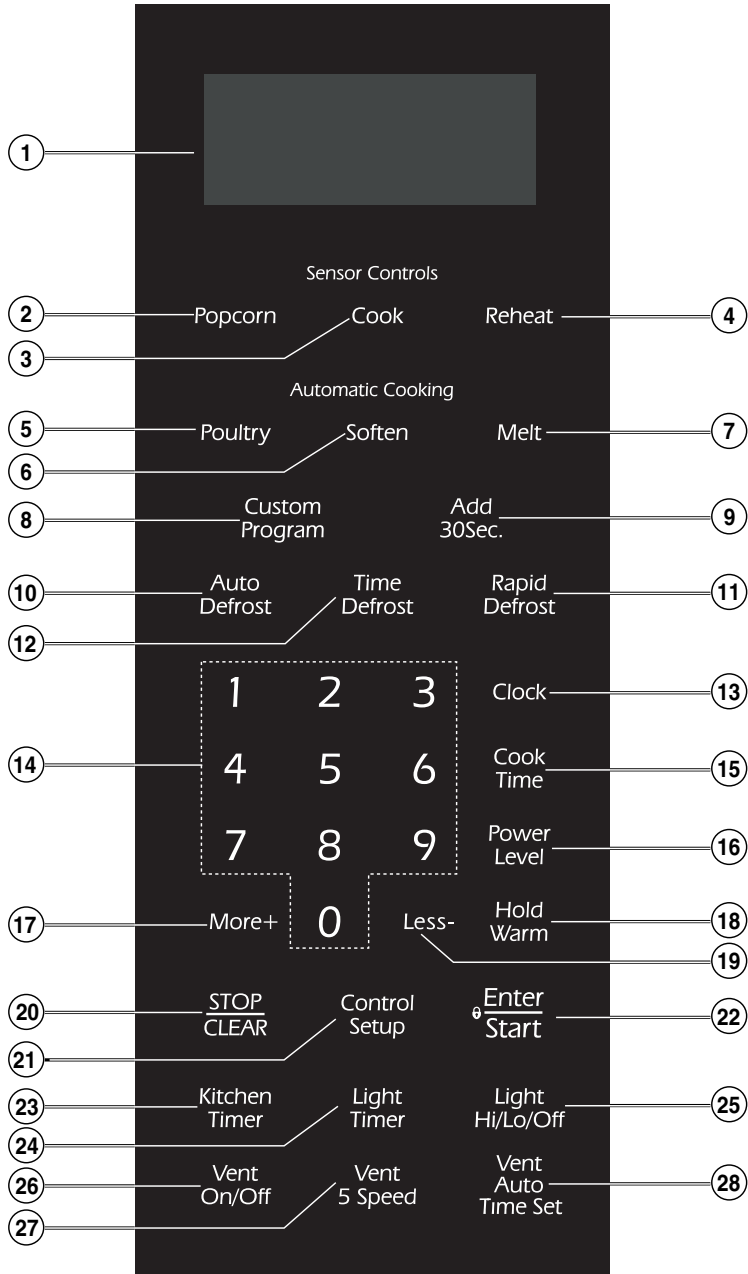 1
Sensor Controls
2 Popcorn Cook Reheat 4
3
Automatic Cooking
5 Poultry Soften Melt 7
6
8 Custom Program Add 30Sec. 9
10 Auto Defrost Time Defrost Rapid Defrost 11
12
1 2 3 Clock 13
14 4 5 6 Cook Time 15
7 8 9 Power Level 16
17 More+ 0 Less- Hold Warm 18
19
20 STOP CLEAR Control Setup Enter Start 22
21
23 Kitchen Timer Light Timer Light Hi/Lo/Off 25
24
26 Vent On/Off Vent 5 Speed Vent Auto Time Set 28
27